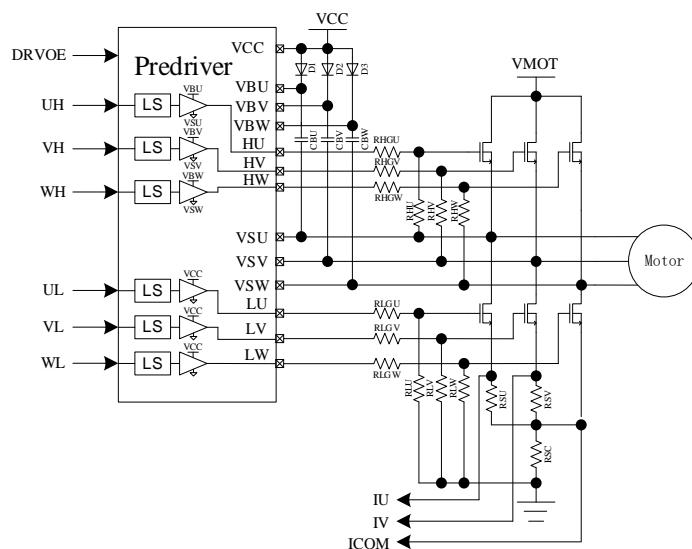 VCC
DRVOE
Predriver
VCC
D1
D2
D3
VMOT
VBU
UH
LS
VBU
VSU
VBV
VBW
CBU
CBV
CBW
HU
RHGU
VH
LS
VBV
VSV
HV
RHGV
WH
LS
VBW
VSW
HW
RHGW
RHU
RHV
RHW
VSU
VSV
Motor
VSW
UL
LS
VCC
LU
RLGU
VL
LS
VCC
LV
RLGV
WL
LS
VCC
LW
RLGW
RLU
RLV
RLW
RSU
RSV
RSC
IU
IV
ICOM